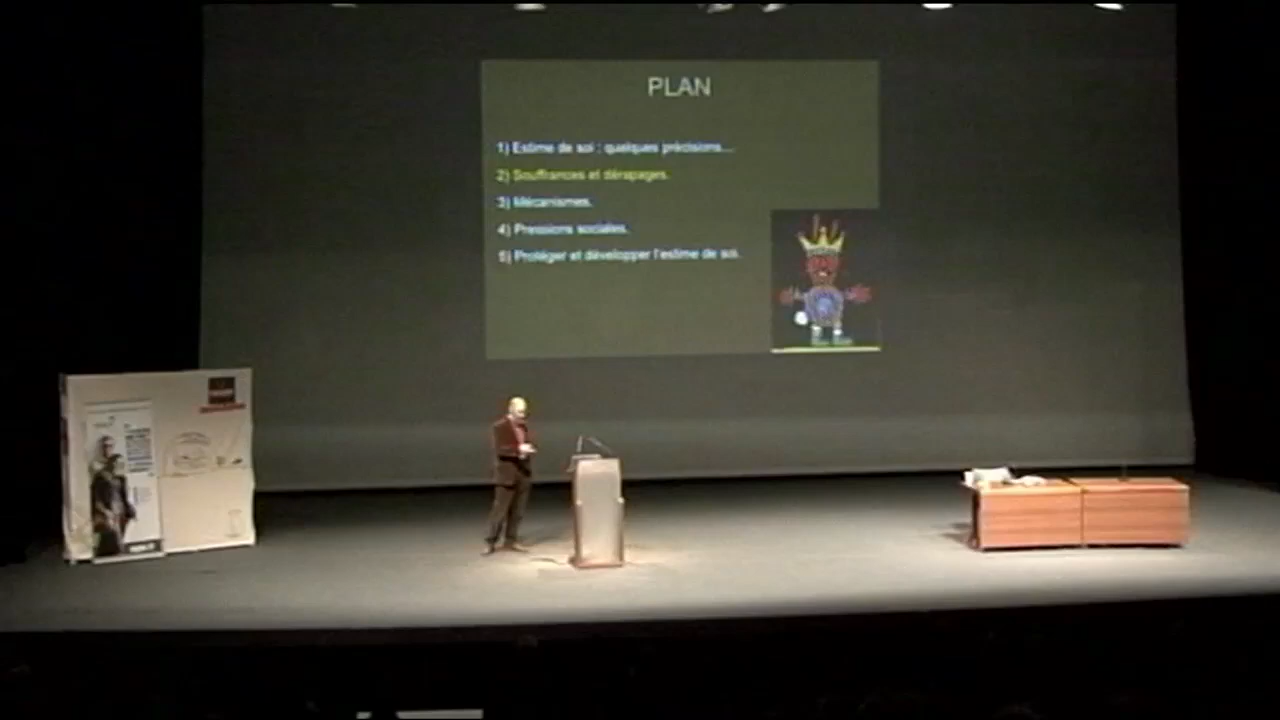 PLAN
1) Estime de soi : quelques précisions...
2) Souffrances et dérapages.
3) Mécanismes.
4) Pressions sociales.
5) Protéger et développer l'estime de soi.